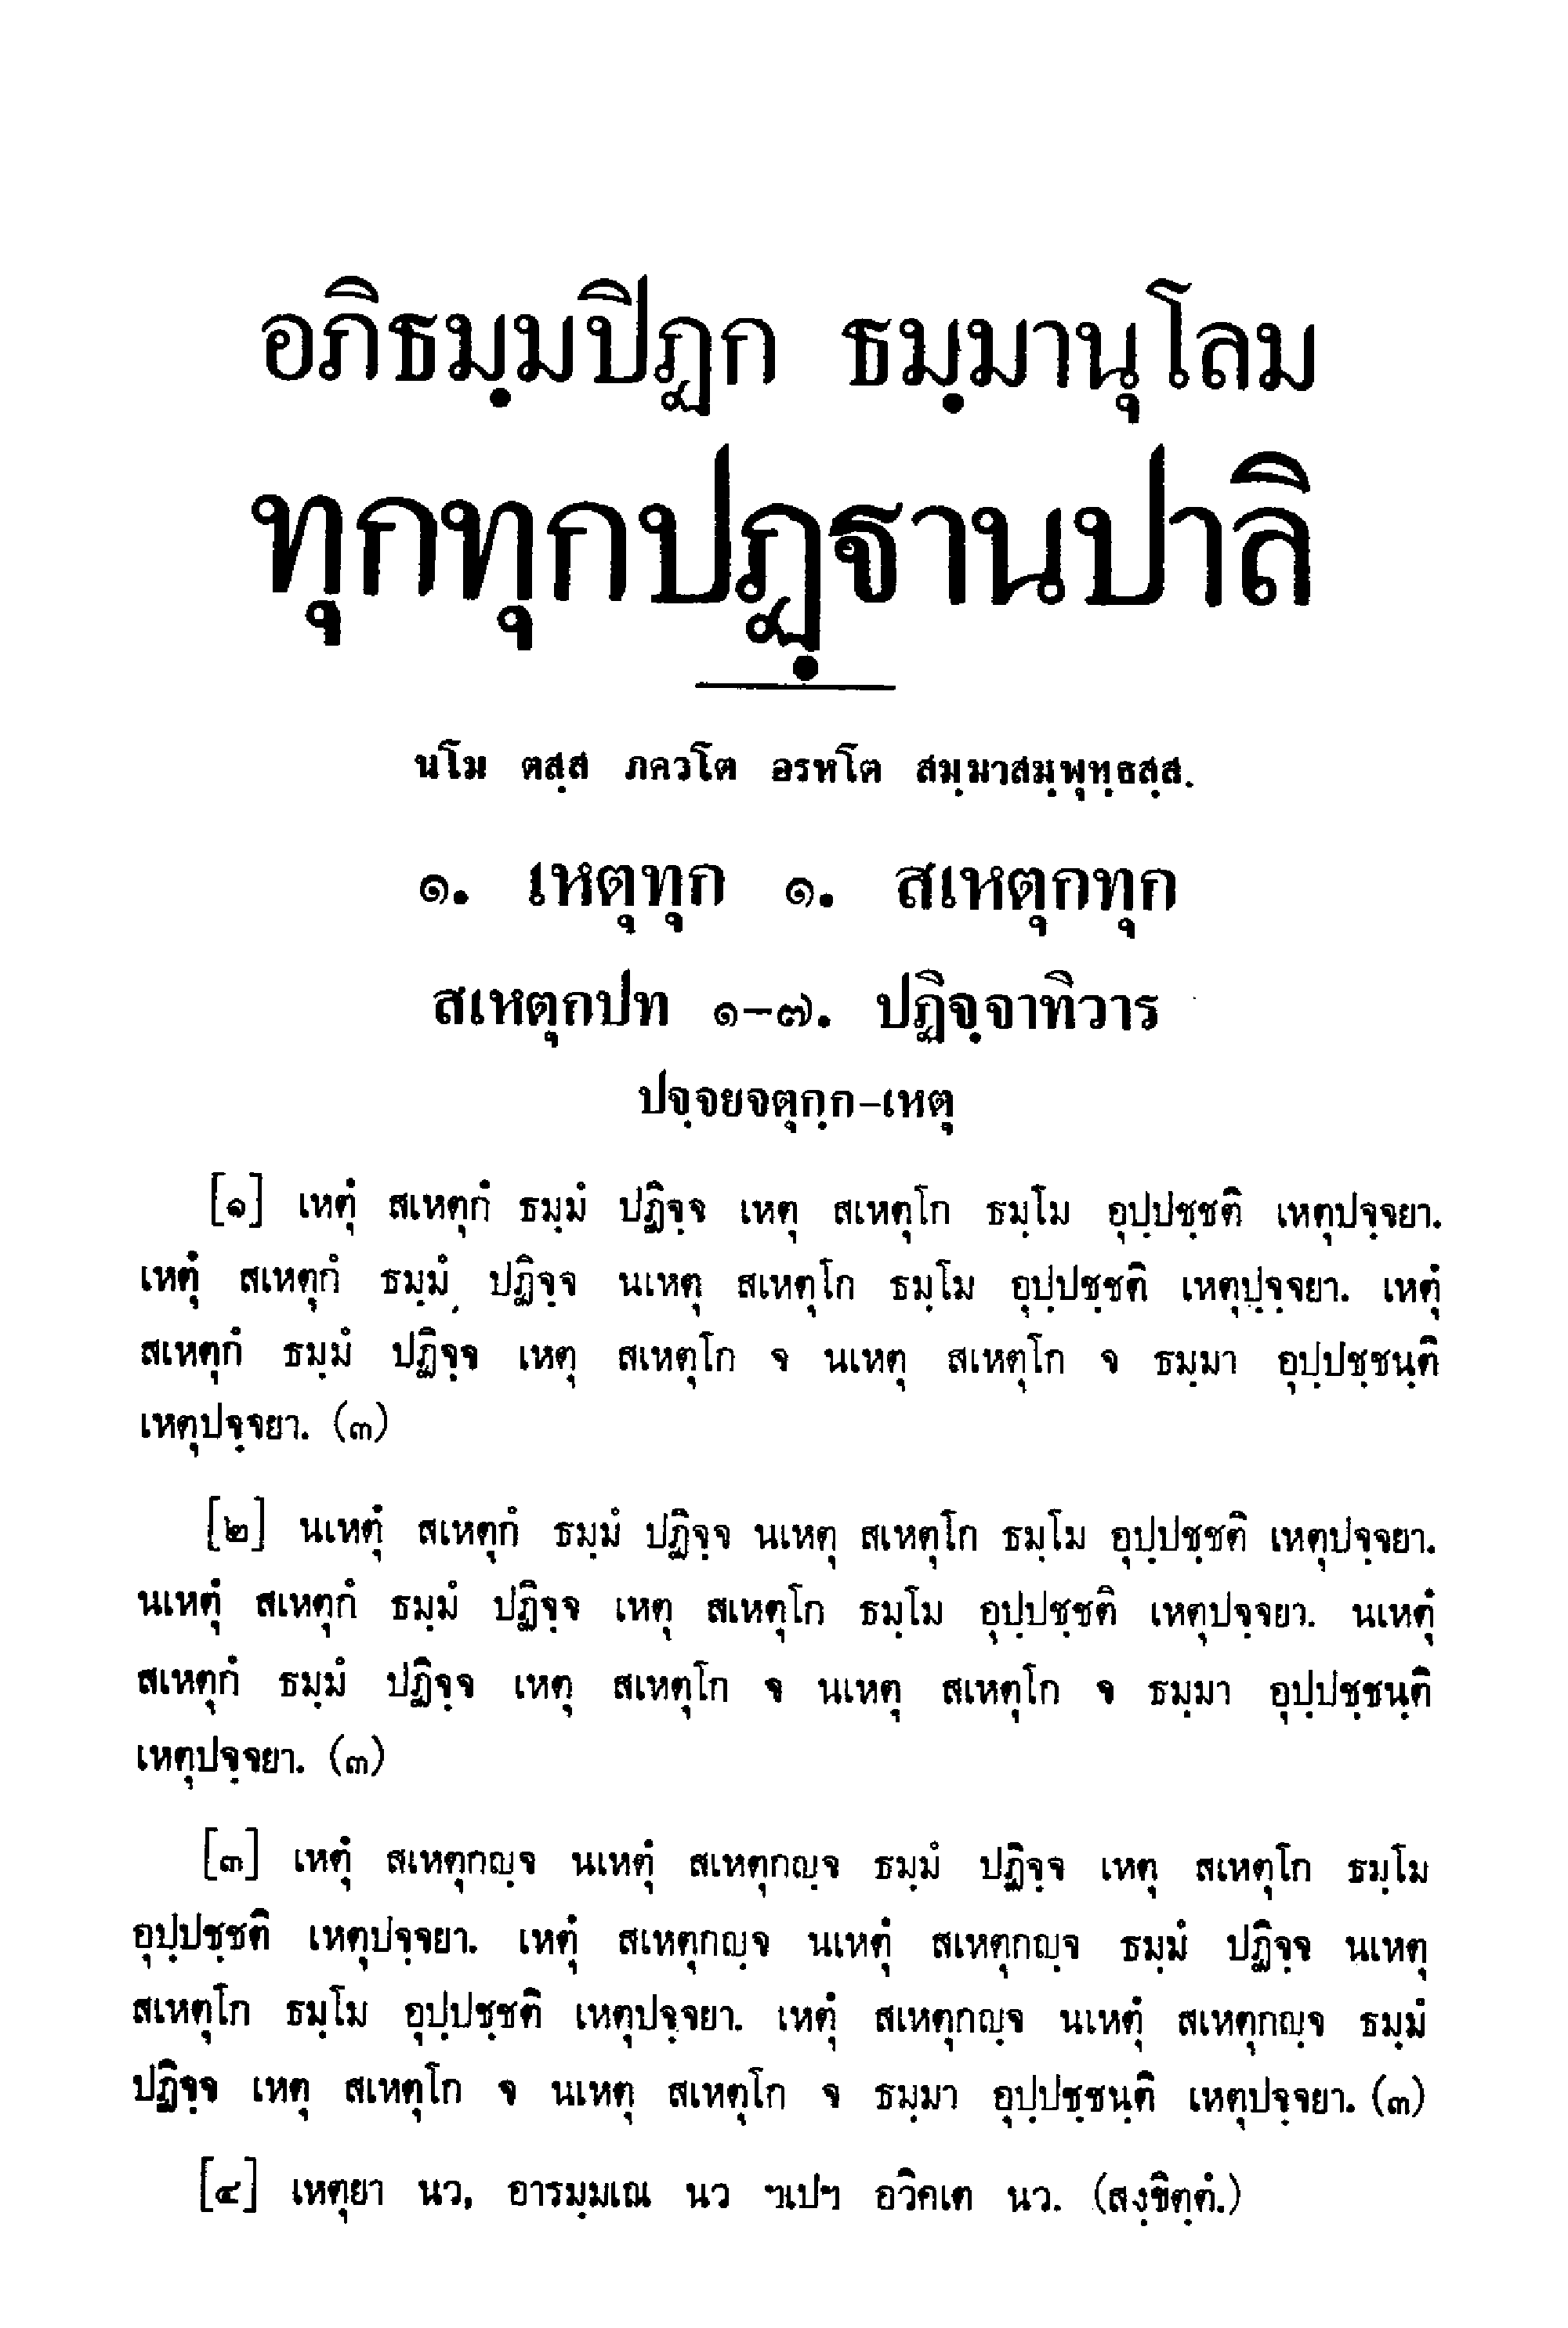 อภิธมฺมปิฏก ธมฺมานุโลม
ทุกทุกปฏฺฐานปาลิ
นโม ตสฺส ภควโต อรหโต สมฺมาสมฺพุทฺธสฺส.
๑. เหตุทุก ๑. สเหตุกทุก
สเหตุกปท ๑-๗. ปฏิจฺจาทิวาร
ปจฺจยจตุกฺก-เหตุ
[๑] เหตุํ สเหตุกํ ธมฺมํ ปฏิจฺจ เหตุ สเหตุโก ธมฺโม อุปฺปชฺชติ เหตุปจฺจยา.
เหตุํ สเหตุกํ ธมฺมํ ปฏิจฺจ นเหตุ สเหตุโก ธมฺโม อุปฺปชฺชติ เหตุปฺจฺจยา. เหตุํ
สเหตุกํ ธมฺมํ ปฏิจฺจ เหตุ สเหตุโก จ นเหตุ สเหตุโก จ ธมฺมา อุปฺปชฺชนฺติ
เหตุปจฺจยา. (๓)
[๒] นเหตุํ สเหตุกํ ธมฺมํ ปฏิจฺจ นเหตุ สเหตุโก ธมฺโม อุปฺปชฺชติ เหตุปจฺจยา.
นเหตุํ สเหตุกํ ธมฺมํ ปฏิจฺจ เหตุ สเหตุโก ธมฺโม อุปฺปชฺชติ เหตุปจฺจยา. นเหตุํ
สเหตุกํ ธมฺมํ ปฏิจฺจ เหตุ สเหตุโก จ นเหตุ สเหตุโก จ ธมฺมา อุปฺปชฺชนฺติ
เหตุปจฺจยา. (๓)
[๓] เหตุํ สเหตุกญฺจ นเหตุํ สเหตุกญฺจ ธมฺมํ ปฏิจฺจ เหตุ สเหตุโก ธมฺโม
อุปฺปชฺชติ เหตุปจฺจยา. เหตุํ สเหตุกญฺจ นเหตุํ สเหตุกญฺจ ธมฺมํ ปฏิจฺจ นเหตุ
สเหตุโก ธมฺโม อุปฺปชฺชติ เหตุปจฺจยา. เหตุํ สเหตุกญฺจ นเหตุํ สเหตุกญฺจ ธมฺมํ
ปฏิจฺจ เหตุ สเหตุโก จ นเหตุ สเหตุโก จ ธมฺมา อุปฺปชฺชนฺติ เหตุปจฺจยา. (๓)
[๔] เหตุยา นว, อารมฺมเณ นว ฯเปฯ อวิคเต นว. (สงฺขิตฺตํ.)